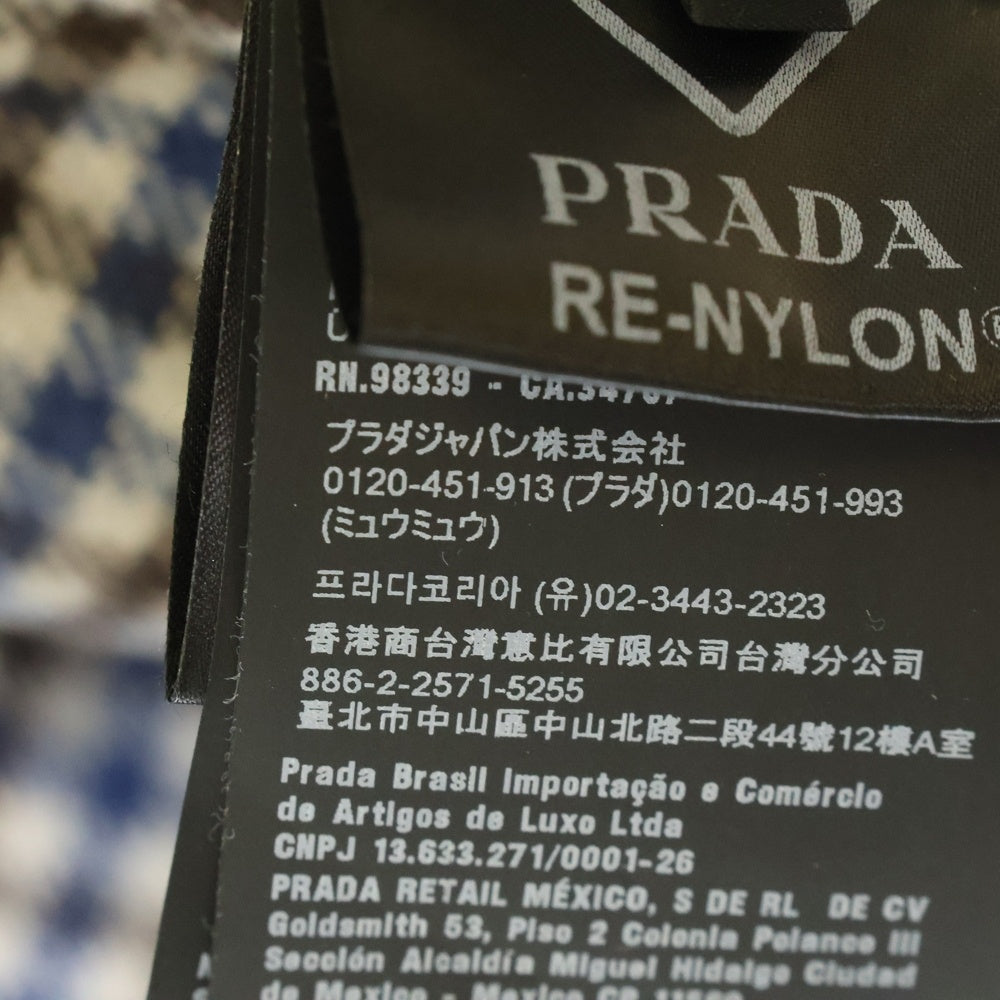 PRADA
RE-NYLON®
RN.98339 - CA.34787
プラダジャパン株式会社
0120-451-913 (プラダ)0120-451-993
(ミュウミュウ)
프라다코리아 (유)02-3443-2323
香港商台灣意比有限公司台灣分公司
886-2-2571-5255
臺北市中山區中山北路二段44號12樓A室
Prada Brasil Importação e Comércio
de Artigos de Luxo Ltda
CNPJ 13.633.271/0001-26
PRADA RETAIL MÉXICO, S DE RL DE CV
Goldsmith 53, Piso 2 Colonia Polanco III
Sección Alcaldía Miguel Hidalgo Ciudad
de Mexico - Mexico CP